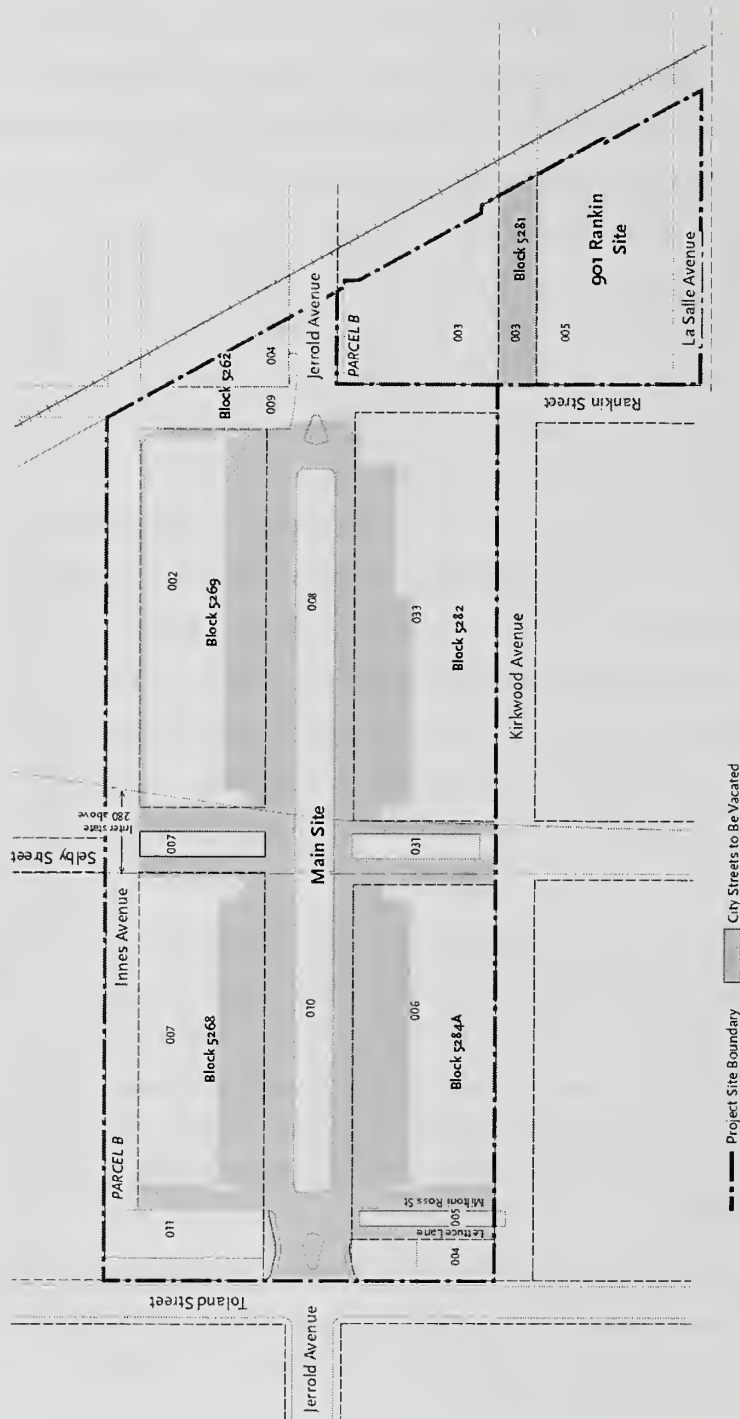 Selby Street
Interstate
280 above
Innes Avenue
PARCEL B
007
011
Block 5268
007
002
Block 5269
Block 5262
009
004
Toland Street
Jerrold Avenue
010
Main Site
008
Jerrold Avenue
PARCEL B
003
Block 5281
003
901 Rankin
Site
005
La Salle Avenue
Rankin Street
004
Lettuce Lane
005
Miltoni Ross St
006
Block 5284A
031
033
Block 5282
Kirkwood Avenue
Project Site Boundary
City Streets to Be Vacated